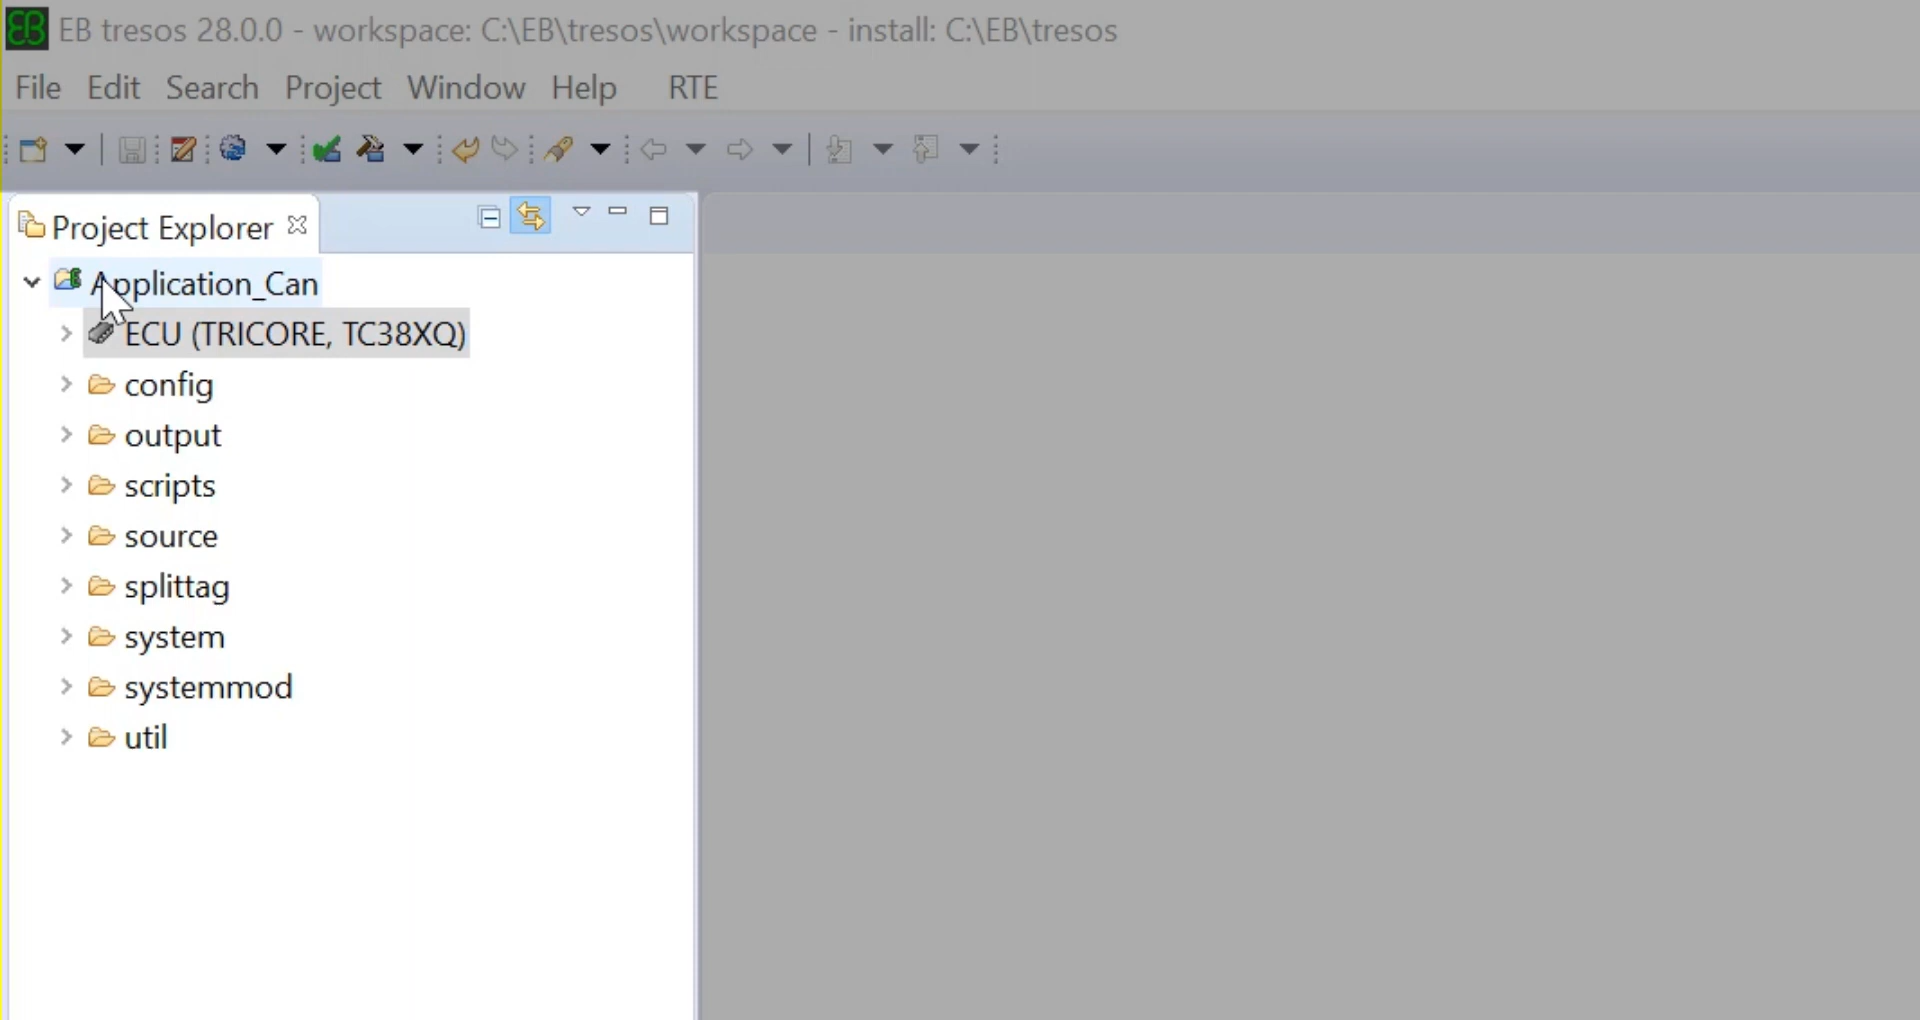 EB tresos 28.0.0 - workspace: C:\EB\tresos\workspace - install: C:\EB\tresos
File Edit Search Project Window Help RTE
Project Explorer
Application_Can
ECU (TRICORE, TC38XQ)
config
output
scripts
source
splittag
system
systemmod
util